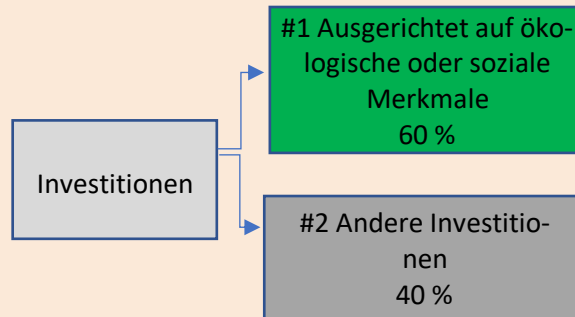 #1 Ausgerichtet auf öko-
logische oder soziale
Merkmale
60 %
Investitionen
#2 Andere Investitio-
nen
40 %